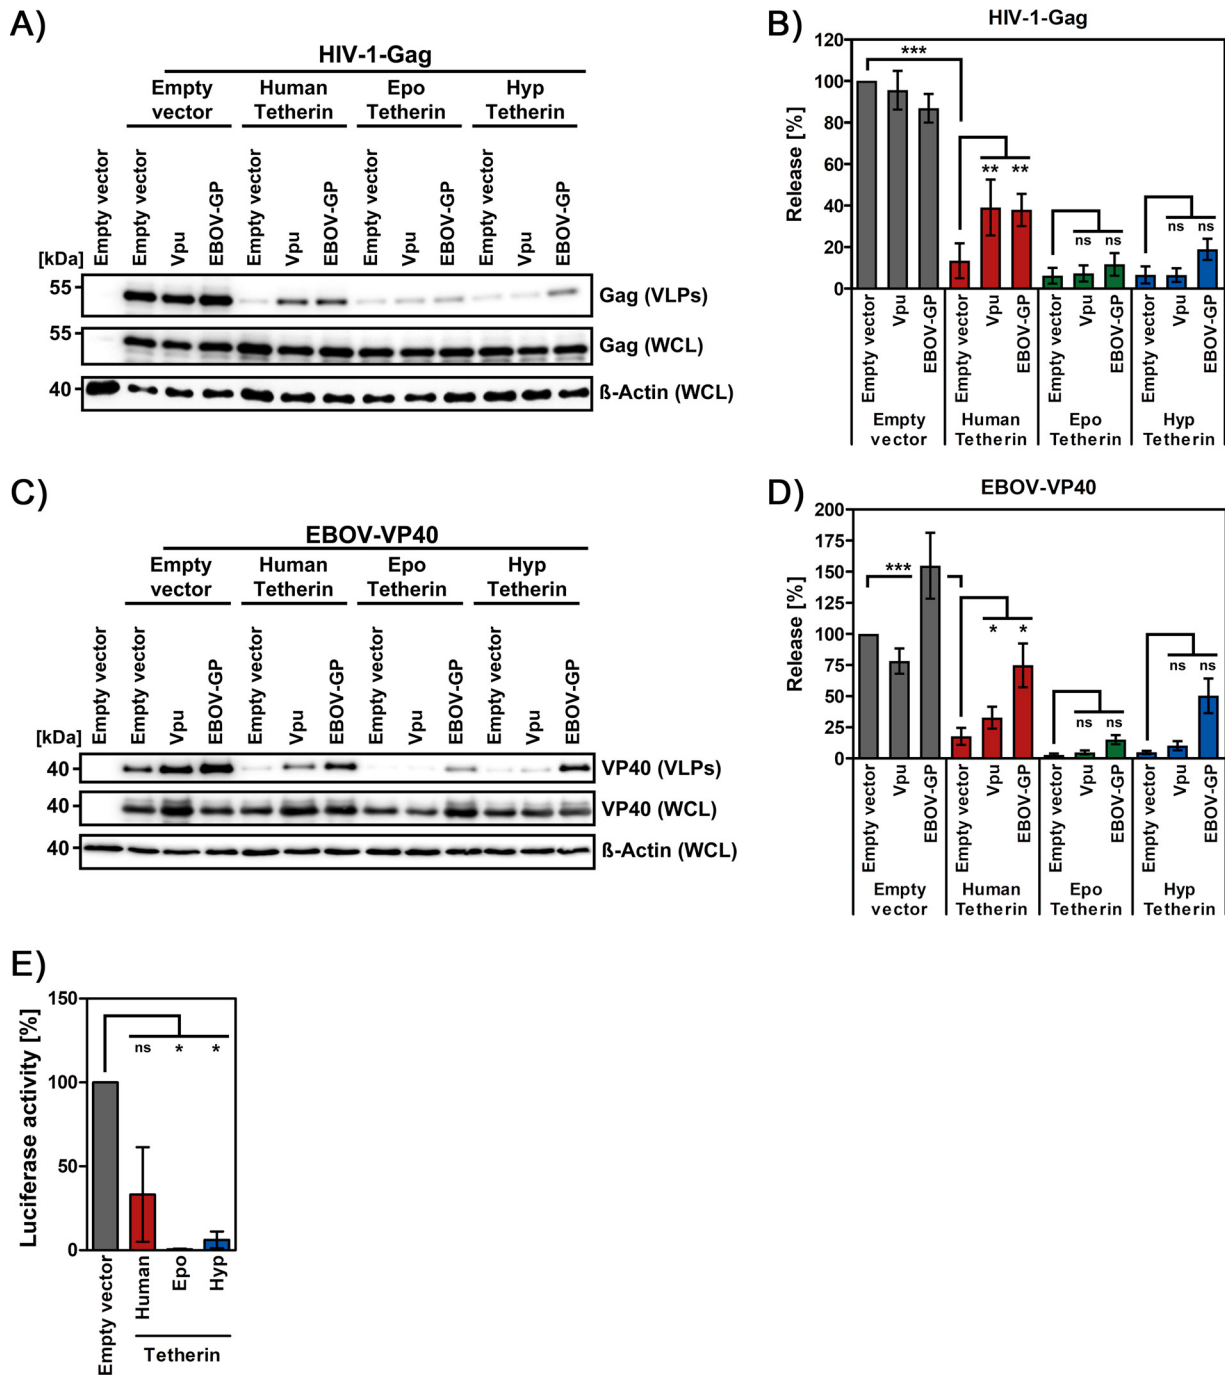 A)
HIV-1-Gag
Empty vector
Human Tetherin
Epo Tetherin
Hyp Tetherin
Empty vector
Empty vector
Vpu
EBOV-GP
Empty vector
Vpu
EBOV-GP
Empty vector
Vpu
EBOV-GP
Empty vector
Vpu
EBOV-GP
[kDa]
55
Gag (VLPs)
55
Gag (WCL)
40
ß-Actin (WCL)
B)
HIV-1-Gag
Release [%]
120
100
80
60
40
20
0
***
** **
ns ns
ns ns
Empty vector
Vpu
EBOV-GP
Empty vector
Vpu
EBOV-GP
Empty vector
Vpu
EBOV-GP
Empty vector
Vpu
EBOV-GP
Empty vector
Human Tetherin
Epo Tetherin
Hyp Tetherin
C)
EBOV-VP40
Empty vector
Human Tetherin
Epo Tetherin
Hyp Tetherin
Empty vector
Empty vector
Vpu
EBOV-GP
Empty vector
Vpu
EBOV-GP
Empty vector
Vpu
EBOV-GP
Empty vector
Vpu
EBOV-GP
[kDa]
40
VP40 (VLPs)
40
VP40 (WCL)
40
ß-Actin (WCL)
D)
EBOV-VP40
Release [%]
200
175
150
125
100
75
50
25
0
***
* *
ns ns
ns ns
Empty vector
Vpu
EBOV-GP
Empty vector
Vpu
EBOV-GP
Empty vector
Vpu
EBOV-GP
Empty vector
Vpu
EBOV-GP
Empty vector
Human Tetherin
Epo Tetherin
Hyp Tetherin
E)
Luciferase activity [%]
150
100
50
0
ns * *
Empty vector
Human
Epo
Hyp
Tetherin